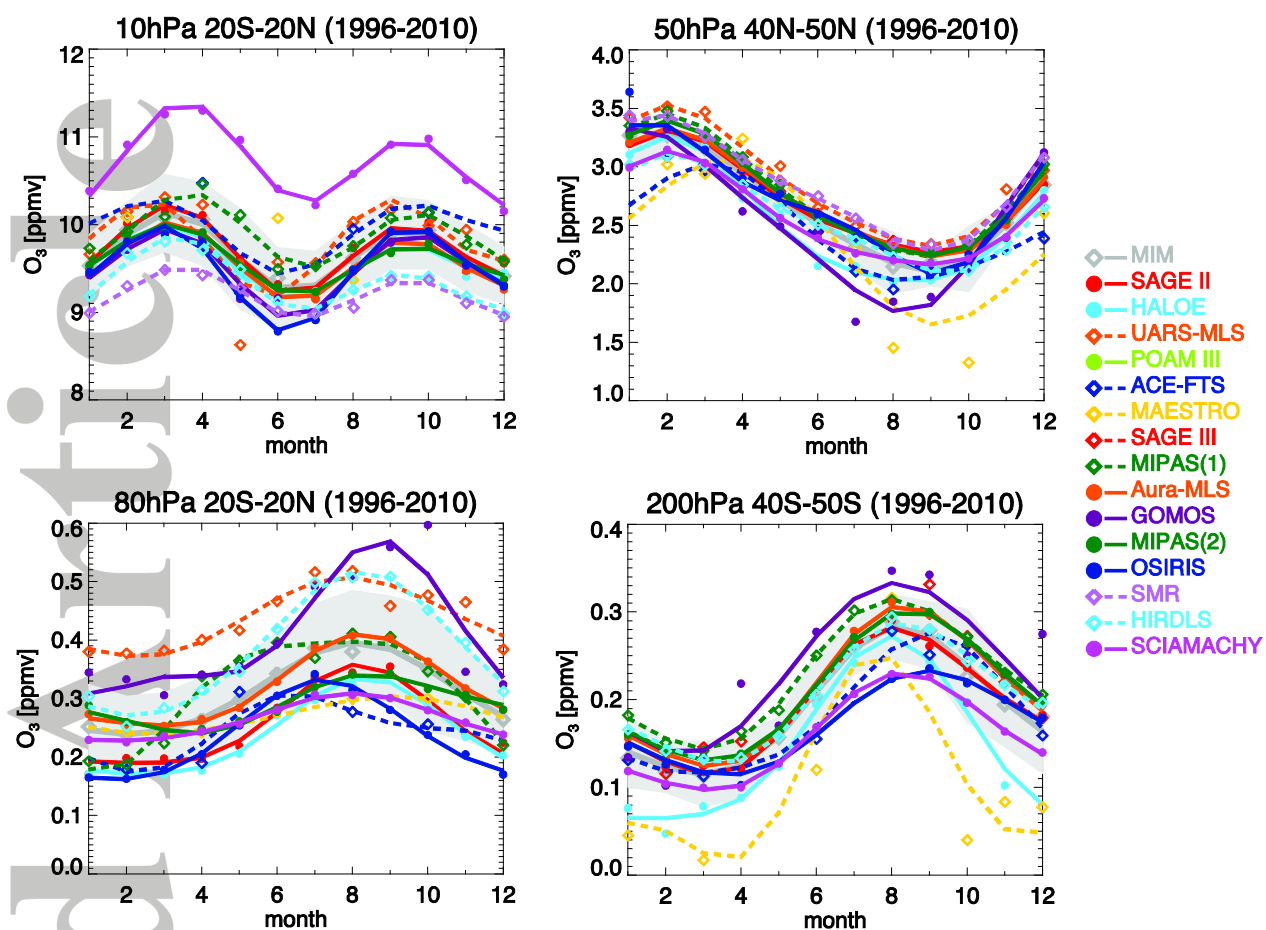 10hPa 20S-20N (1996-2010)
12
11
10
9
8
O3 [ppmv]
2 4 6 8 10 12
month
50hPa 40N-50N (1996-2010)
4.0
3.5
3.0
2.5
2.0
1.5
1.0
O3 [ppmv]
2 4 6 8 10 12
month
80hPa 20S-20N (1996-2010)
0.6
0.5
0.4
0.3
0.2
0.1
0.0
O3 [ppmv]
2 4 6 8 10 12
month
200hPa 40S-50S (1996-2010)
0.4
0.3
0.2
0.1
0.0
O3 [ppmv]
2 4 6 8 10 12
month
MIM
SAGE II
HALOE
UARS-MLS
POAM III
ACE-FTS
MAESTRO
SAGE III
MIPAS(1)
Aura-MLS
GOMOS
MIPAS(2)
OSIRIS
SMR
HIRDLS
SCIAMACHY
d Article